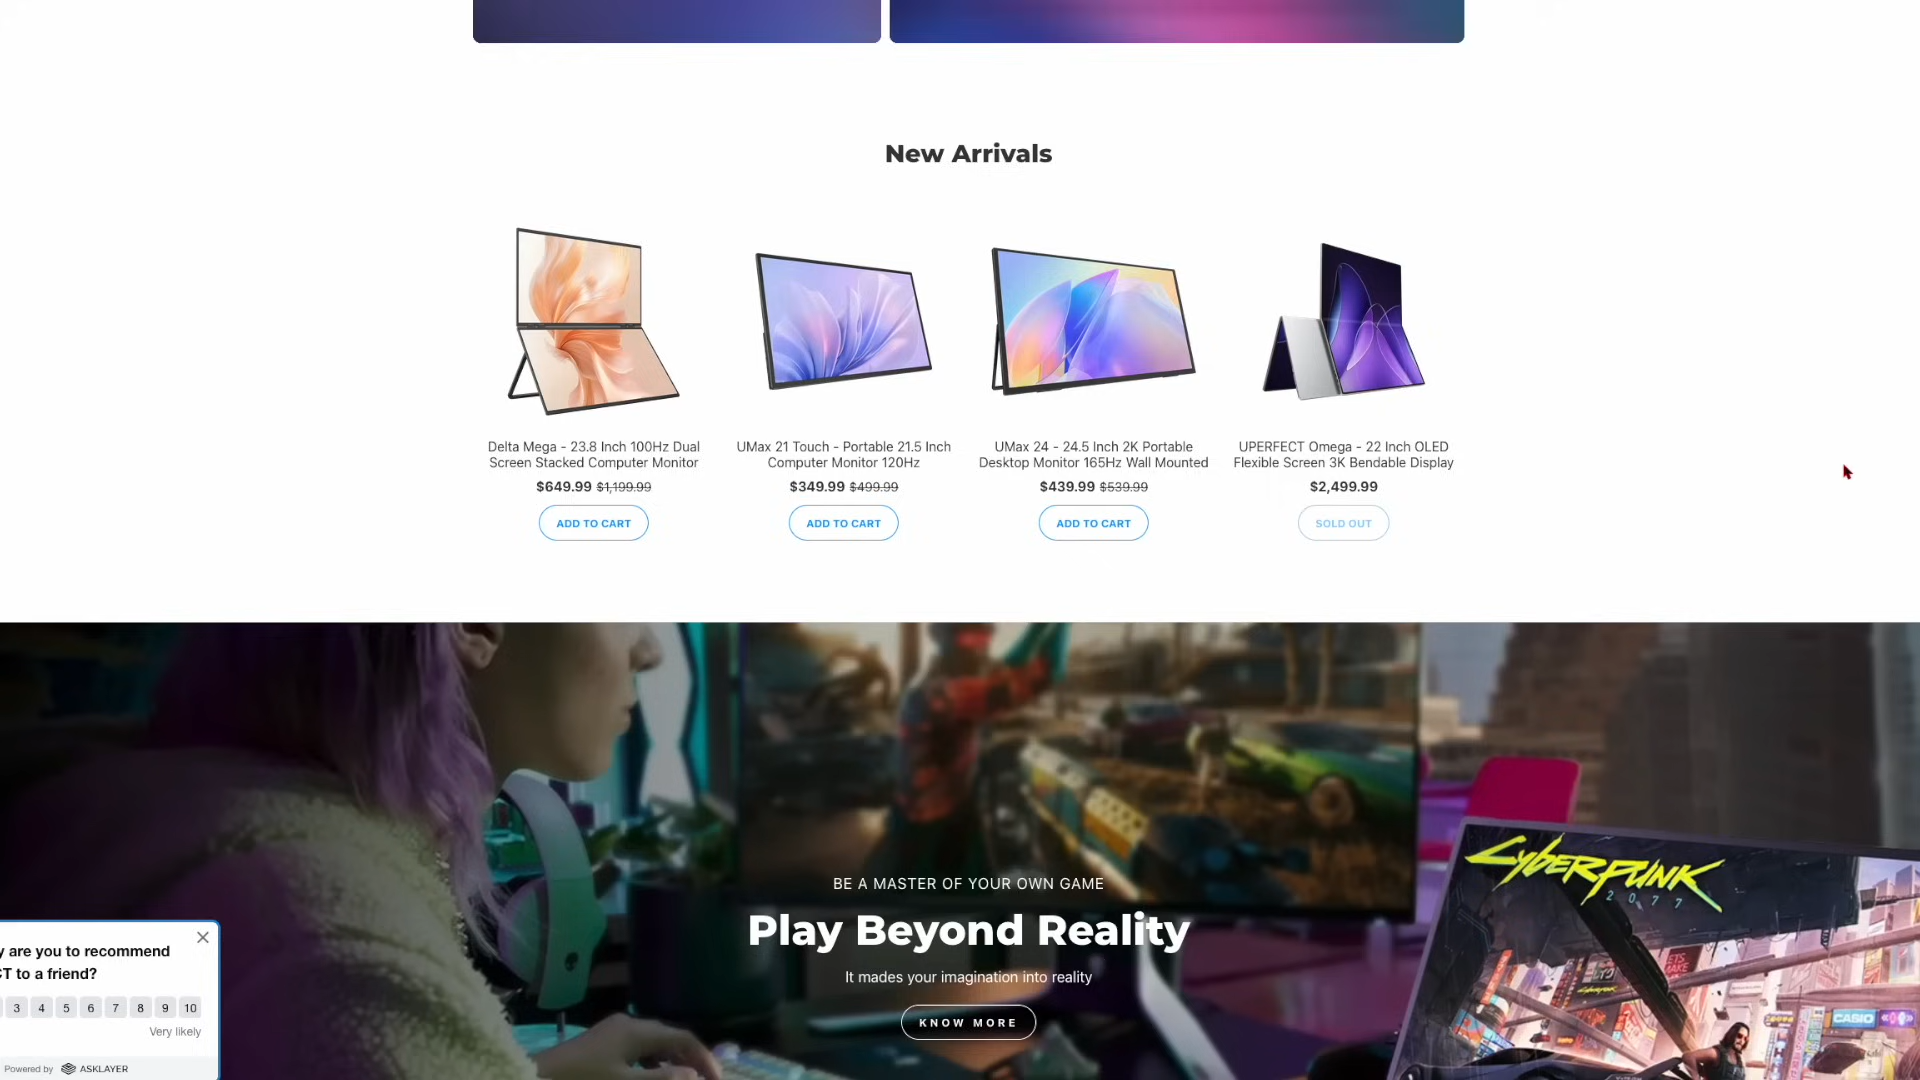 New Arrivals
Delta Mega - 23.8 Inch 100Hz Dual
Screen Stacked Computer Monitor
$649.99 $1,199.99
ADD TO CART
UMax 21 Touch - Portable 21.5 Inch
Computer Monitor 120Hz
$349.99 $499.99
ADD TO CART
UMax 24 - 24.5 Inch 2K Portable
Desktop Monitor 165Hz Wall Mounted
$439.99 $539.99
ADD TO CART
UPERFECT Omega - 22 Inch OLED
Flexible Screen 3K Bendable Display
$2,499.99
SOLD OUT
BE A MASTER OF YOUR OWN GAME
Play Beyond Reality
It mades your imagination into reality
KNOW MORE
CYBERPUNK
2077
CASIO
y are you to recommend
CT to a friend?
3 4 5 6 7 8 9 10
Very likely
Powered by ASKLAYER